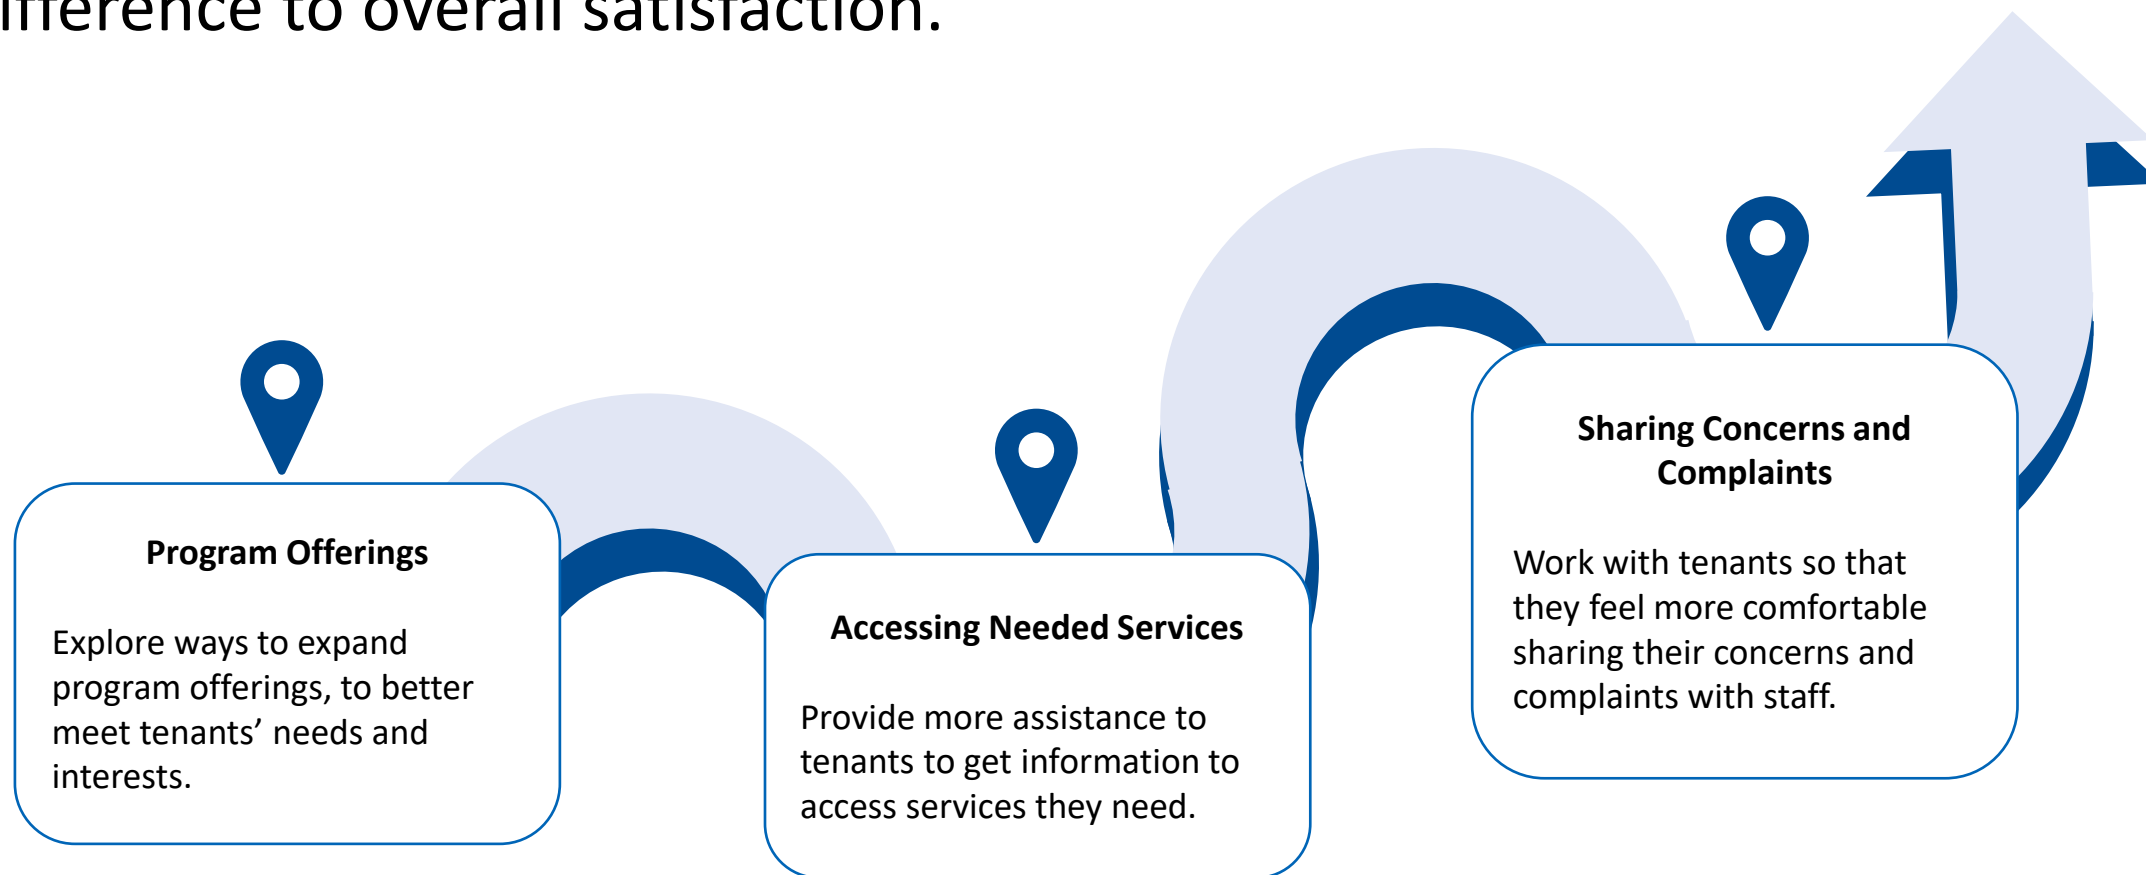 ifference to overall satisfaction.
Program Offerings
Explore ways to expand
program offerings, to better
meet tenants’ needs and
interests.
Accessing Needed Services
Provide more assistance to
tenants to get information to
access services they need.
Sharing Concerns and
Complaints
Work with tenants so that
they feel more comfortable
sharing their concerns and
complaints with staff.